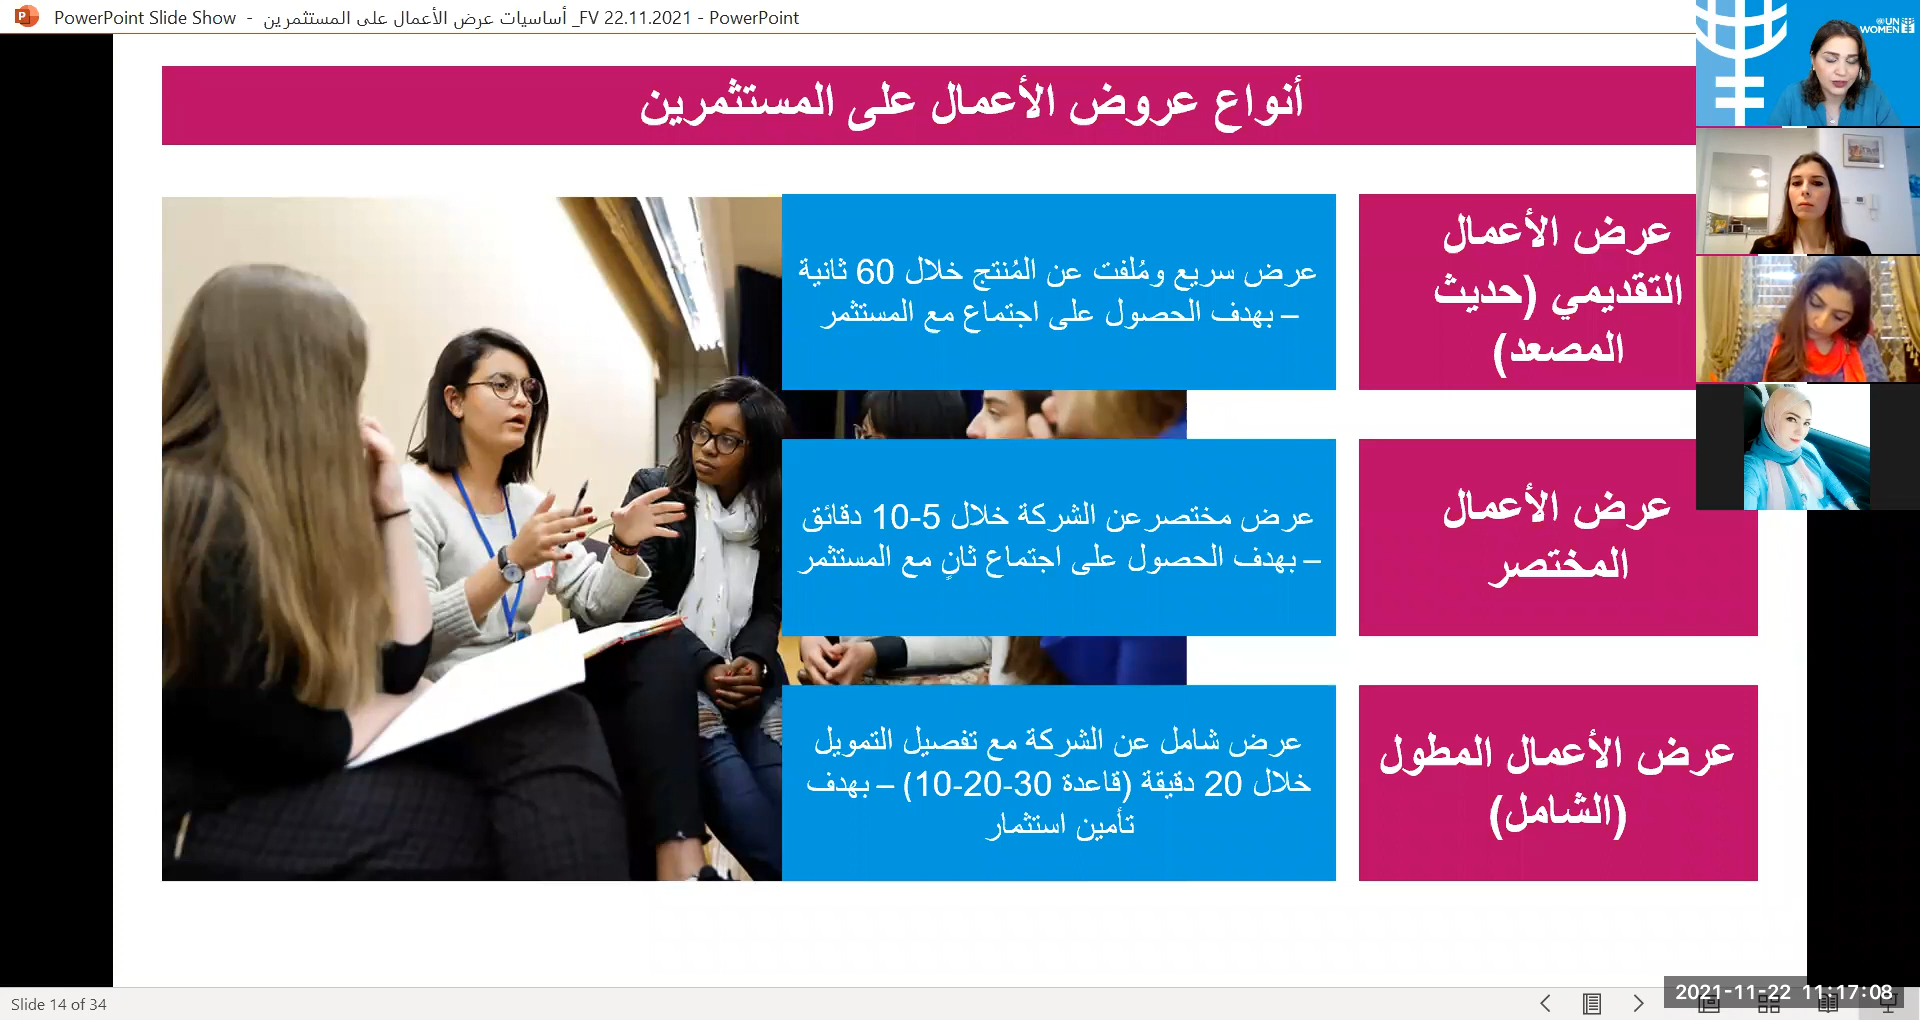 PowerPoint Slide Show - أساسيات عرض الأعمال على المستثمرين _FV 22.11.2021 - PowerPoint
UN
WOMEN
أنواع عروض الأعمال على المستثمرين
عرض الأعمال
التقديمي (حديث
المصعد)
عرض سريع ومُلفت عن المُنتج خلال 60 ثانية
– بهدف الحصول على اجتماع مع المستثمر
عرض الأعمال
المختصر
عرض مختصرعن الشركة خلال 5-10 دقائق
– بهدف الحصول على اجتماع ثانٍ مع المستثمر
عرض الأعمال المطول
(الشامل)
عرض شامل عن الشركة مع تفصيل التمويل
خلال 20 دقيقة (قاعدة 30-20-10) – بهدف
تأمين استثمار
Slide 14 of 34
2021-11-22 11:17:08